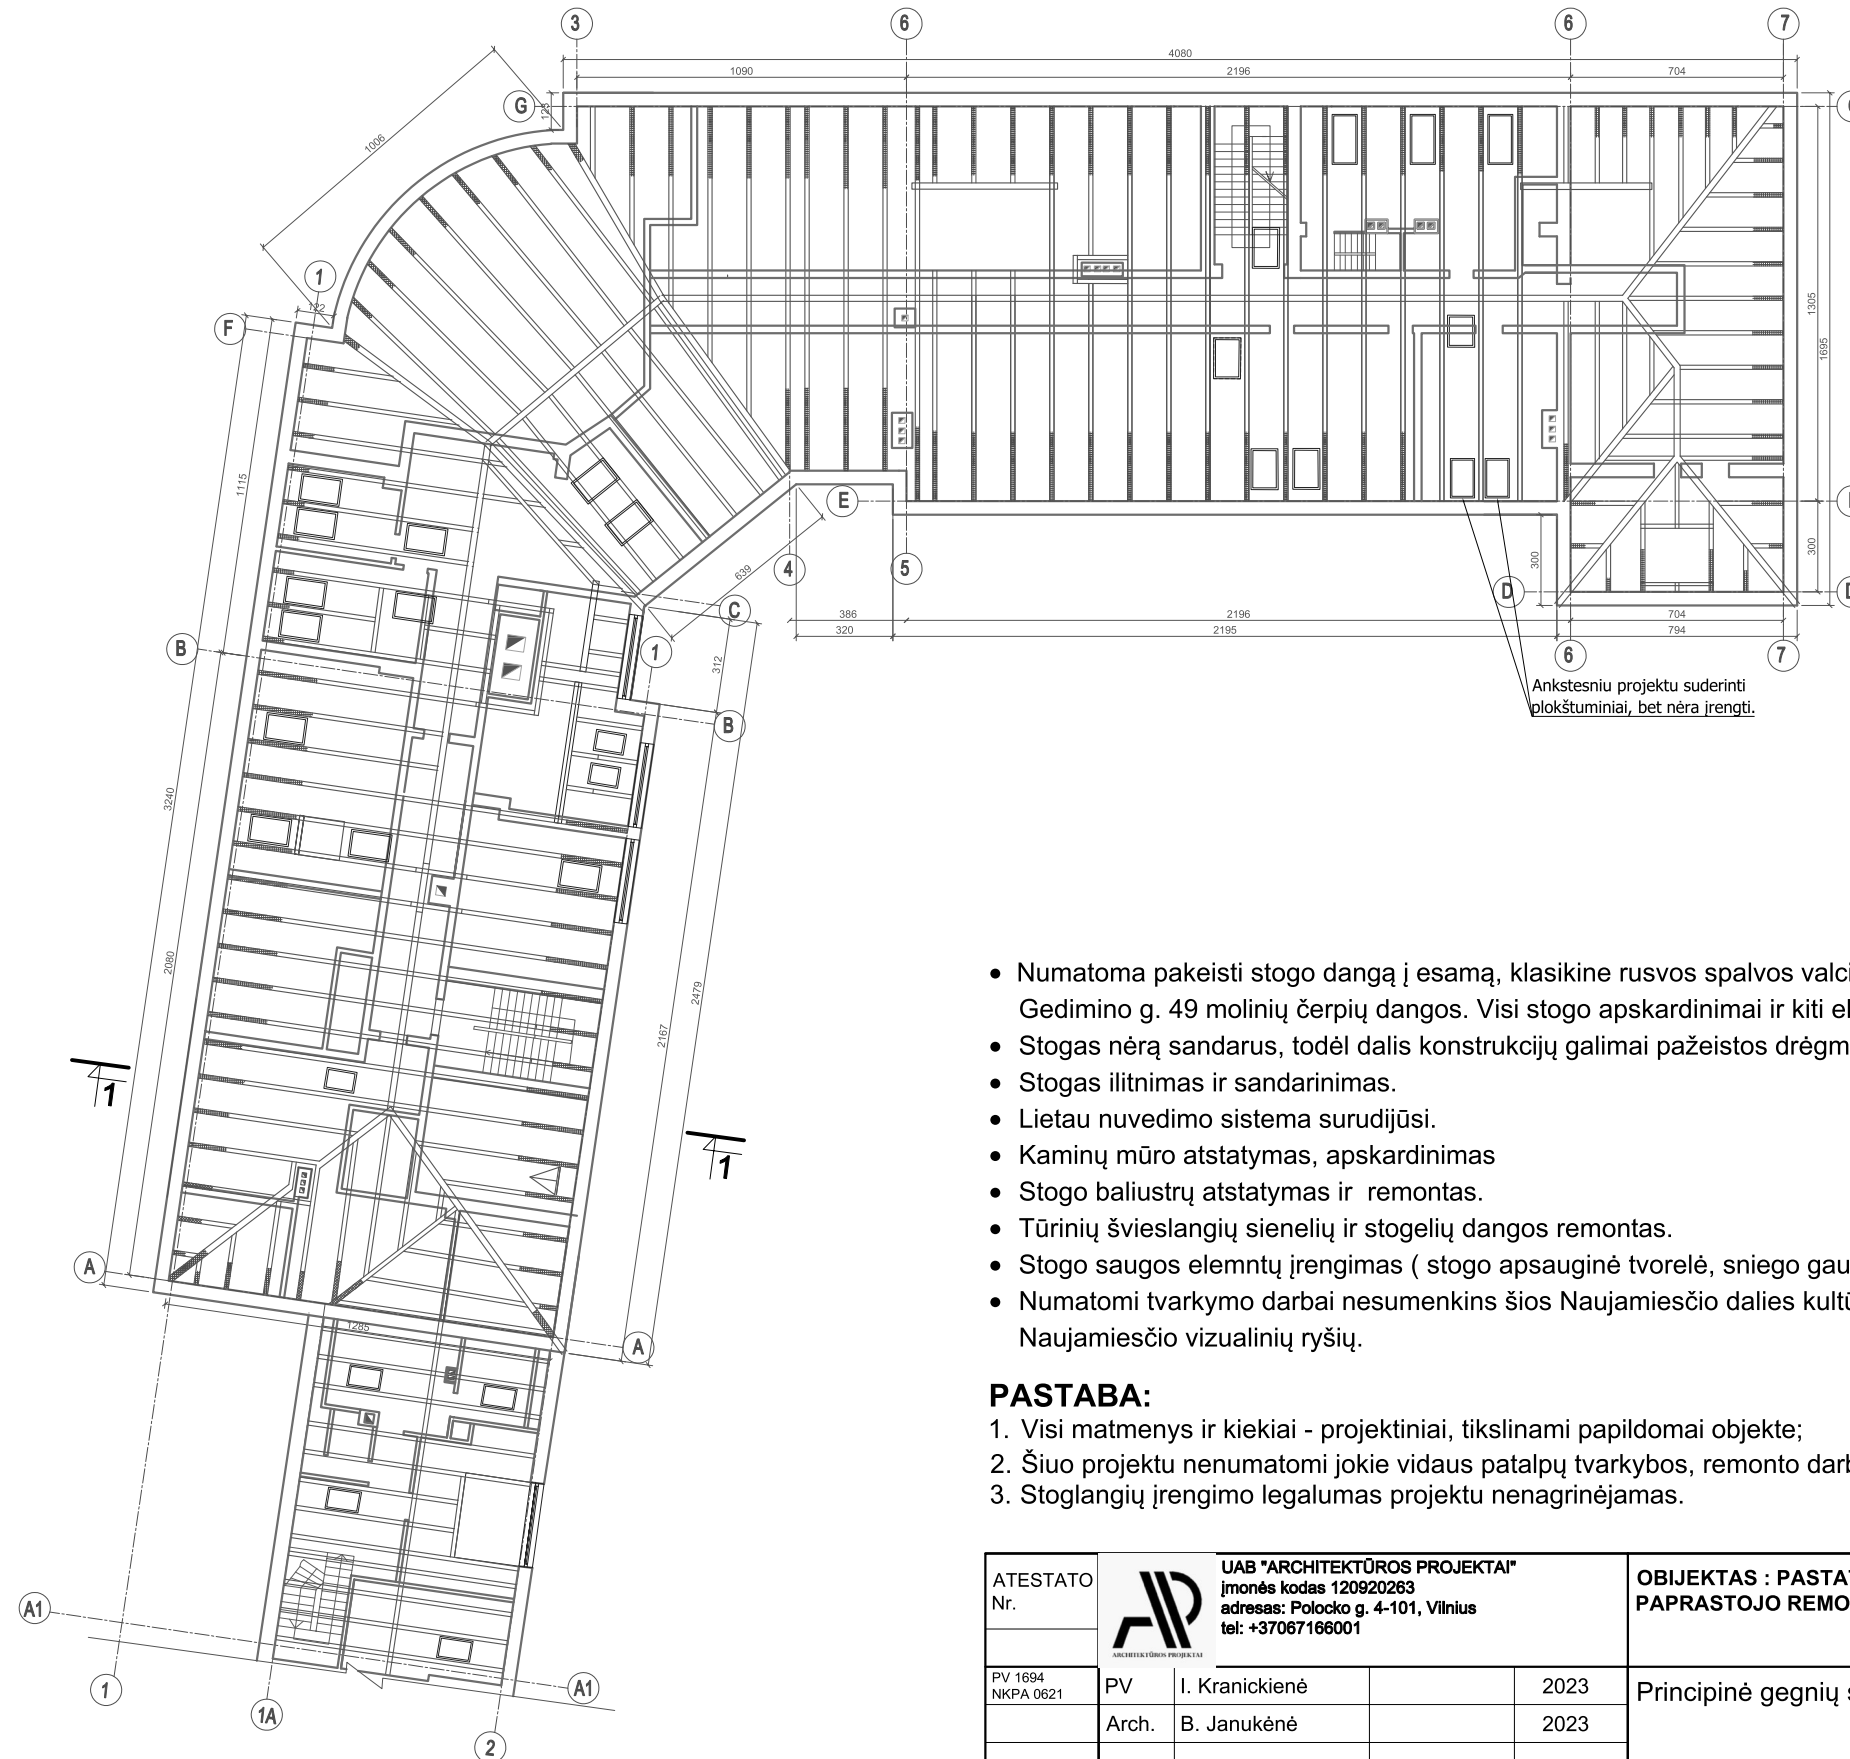 3
6
6
7
4080
1090
2196
704
G
123
1006
1
122
F
1305
1695
1115
E
300
300
4
5
639
D
C
386
2196
704
320
2195
794
B
1
312
6
7
B
Ankstesniu projektu suderinti
plokštuminiai, bet nėra įrengti.
3240
2080
2479
2167
1
1
A
A
1285
• Numatoma pakeisti stogo dangą į esamą, klasikine rusvos spalvos valci
Gedimino g. 49 molinių čerpių dangos. Visi stogo apskardinimai ir kiti el
• Stogas nėrą sandarus, todėl dalis konstrukcijų galimai pažeistos drėgm
• Stogas ilitnimas ir sandarinimas.
• Lietau nuvedimo sistema surudijūsi.
• Kaminų mūro atstatymas, apskardinimas
• Stogo baliustrų atstatymas ir remontas.
• Tūrinių švieslangių sienelių ir stogelių dangos remontas.
• Stogo saugos elemntų įrengimas ( stogo apsauginė tvorelė, sniego gau
• Numatomi tvarkymo darbai nesumenkins šios Naujamiesčio dalies kultū
Naujamiesčio vizualinių ryšių.
PASTABA:
1. Visi matmenys ir kiekiai - projektiniai, tikslinami papildomai objekte;
2. Šiuo projektu nenumatomi jokie vidaus patalpų tvarkybos, remonto darb
3. Stoglangių įrengimo legalumas projektu nenagrinėjamas.
A1
A1
1
1A
2
ATESTATO
Nr.
ARCHITEKTŪROS PROJEKTAI
UAB "ARCHITEKTŪROS PROJEKTAI"
įmonės kodas 120920263
adresas: Polocko g. 4-101, Vilnius
tel: +37067166001
OBIJEKTAS : PASTAT
PAPRASTOJO REMO
PV 1694
NKPA 0621
PV I. Kranickienė 2023
Principinė gegnių s
Arch. B. Janukėnė 2023